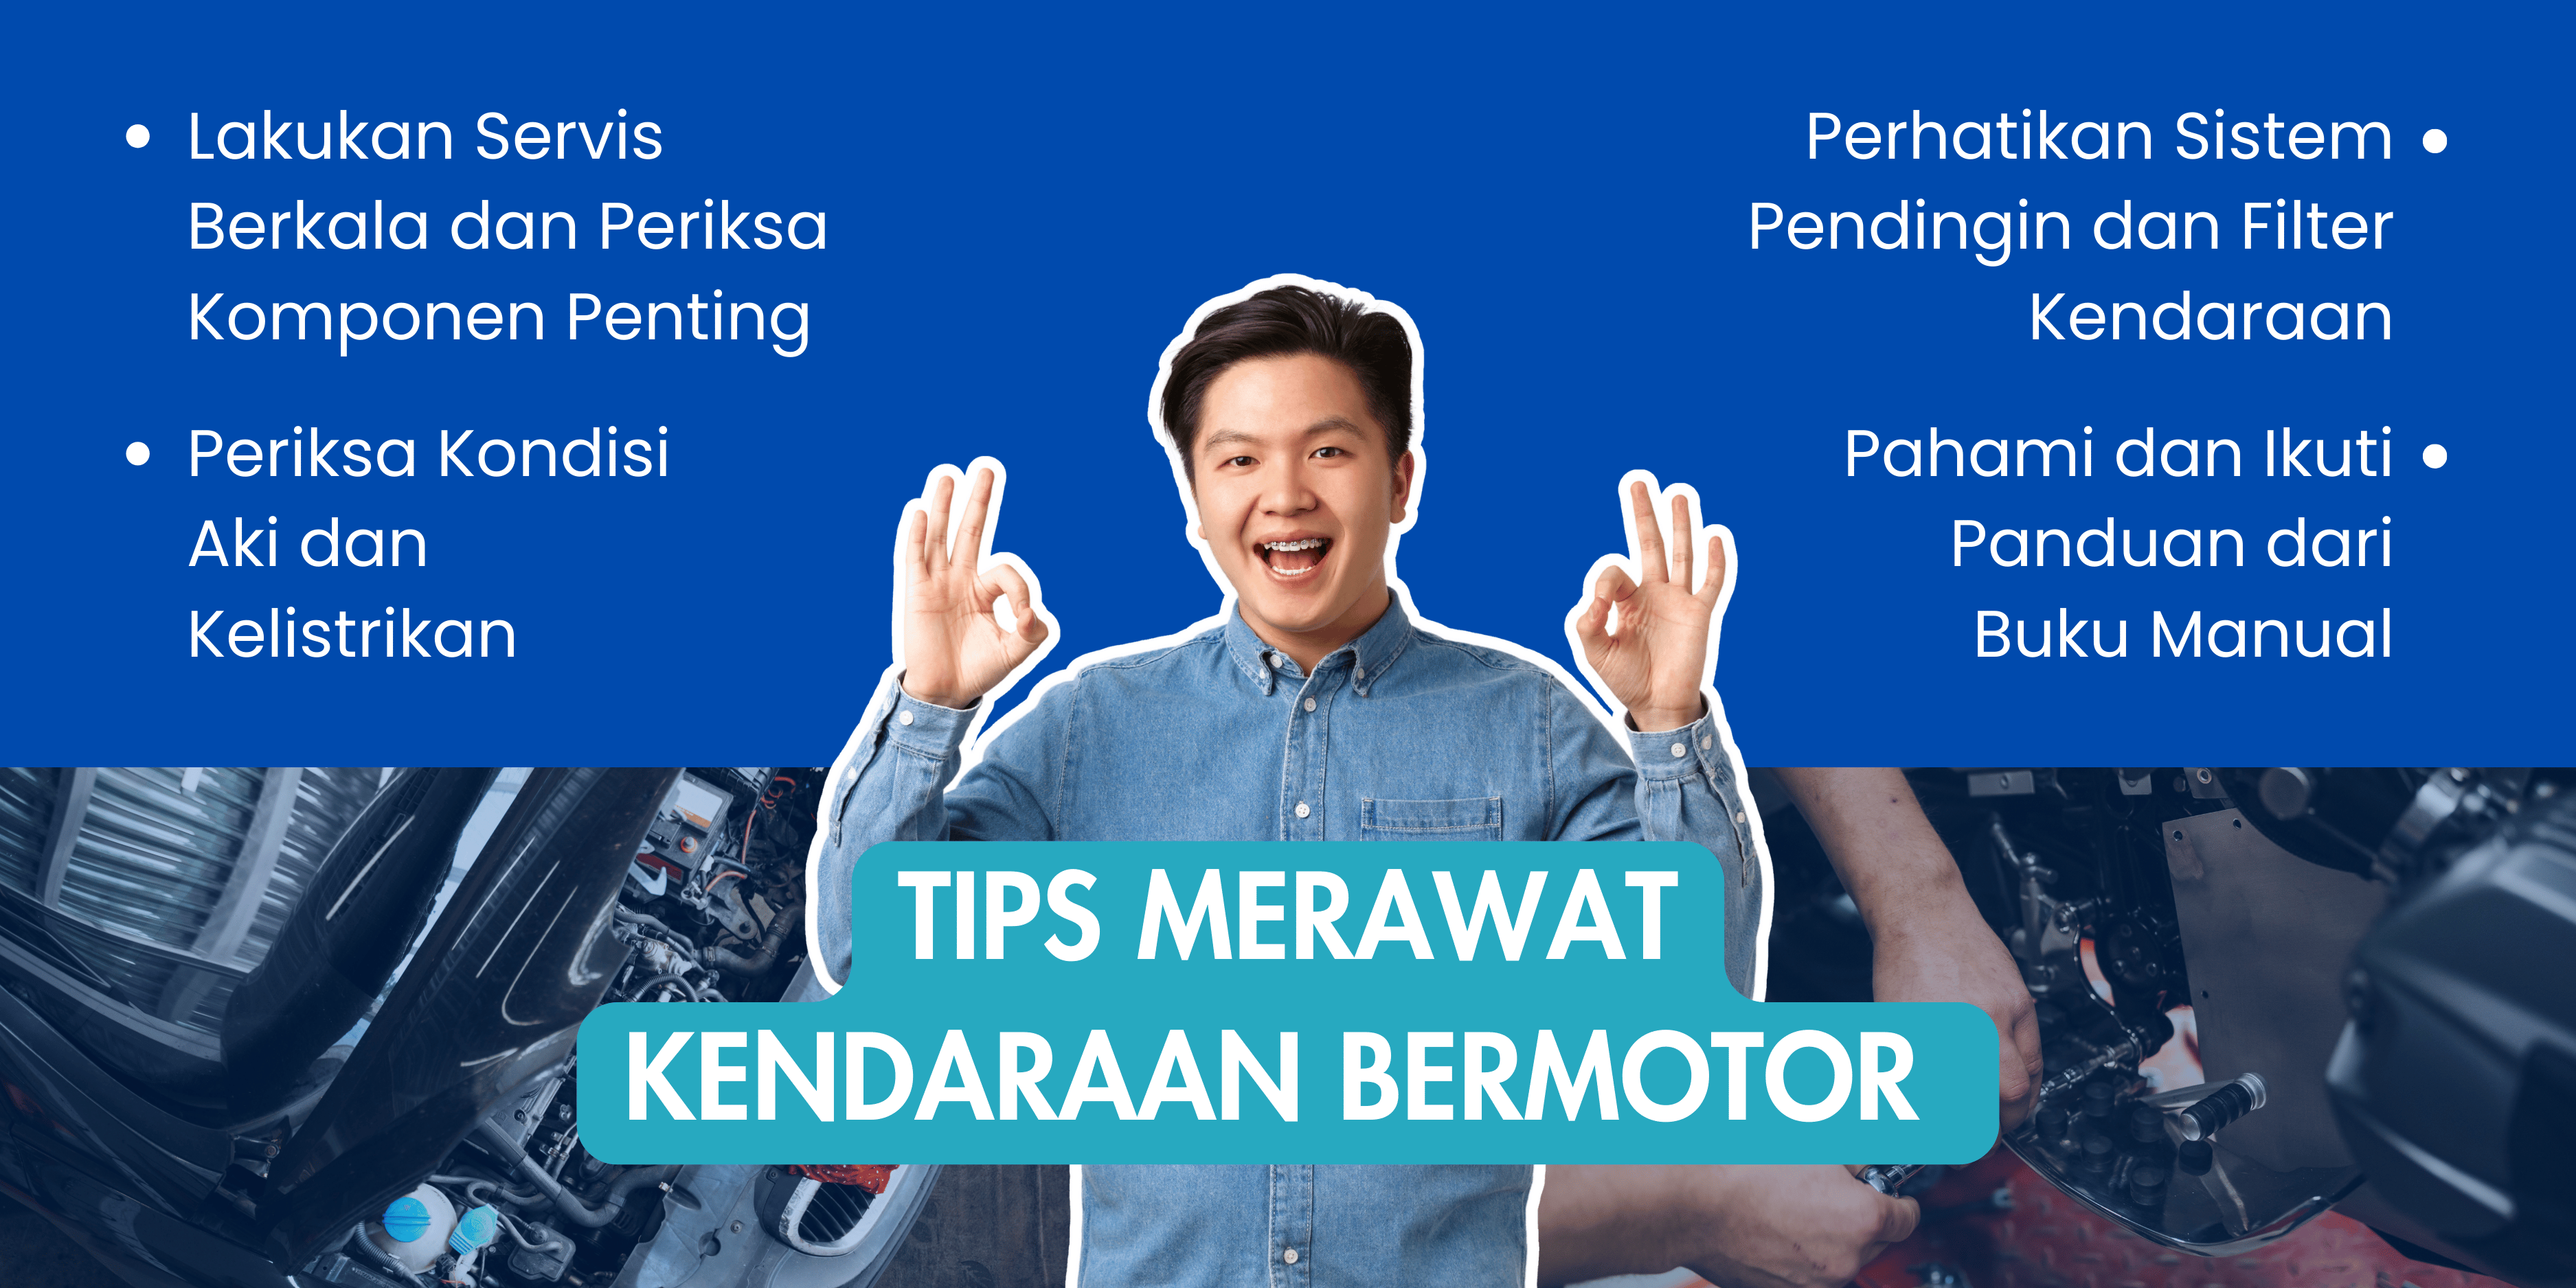 Lakukan Servis
Berkala dan Periksa
Komponen Penting
Periksa Kondisi
Aki dan
Kelistrikan
Perhatikan Sistem
Pendingin dan Filter
Kendaraan
Pahami dan Ikuti
Panduan dari
Buku Manual
TIPS MERAWAT
KENDARAAN BERMOTOR